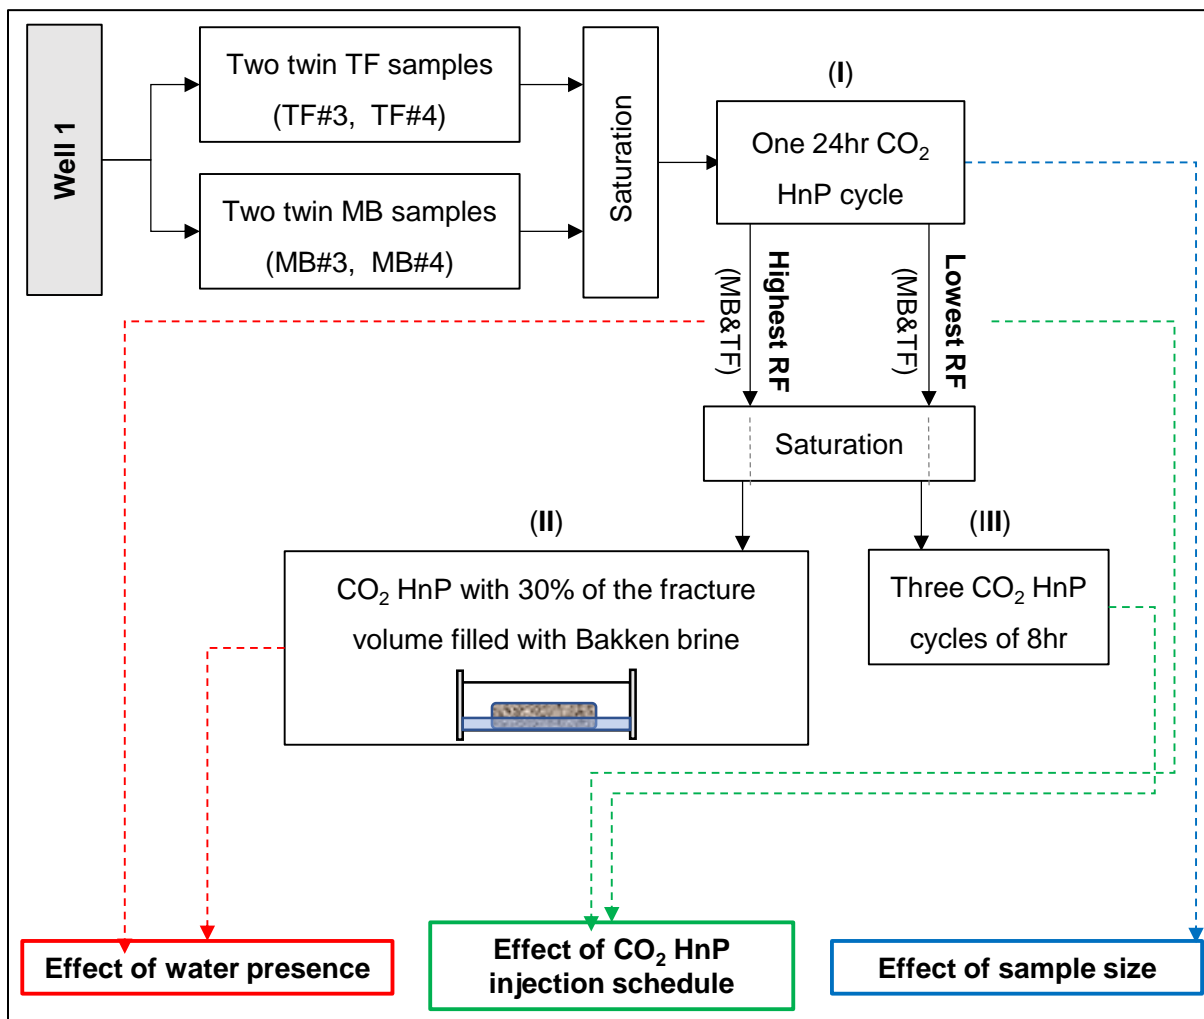 Well 1
Two twin TF samples
(TF#3, TF#4)
Two twin MB samples
(MB#3, MB#4)
Saturation
(I)
One 24hr CO2
HnP cycle
Highest RF
(MB&TF)
Lowest RF
(MB&TF)
Saturation
(II)
CO2 HnP with 30% of the fracture
volume filled with Bakken brine
(III)
Three CO2 HnP
cycles of 8hr
Effect of water presence
Effect of CO2 HnP
injection schedule
Effect of sample size